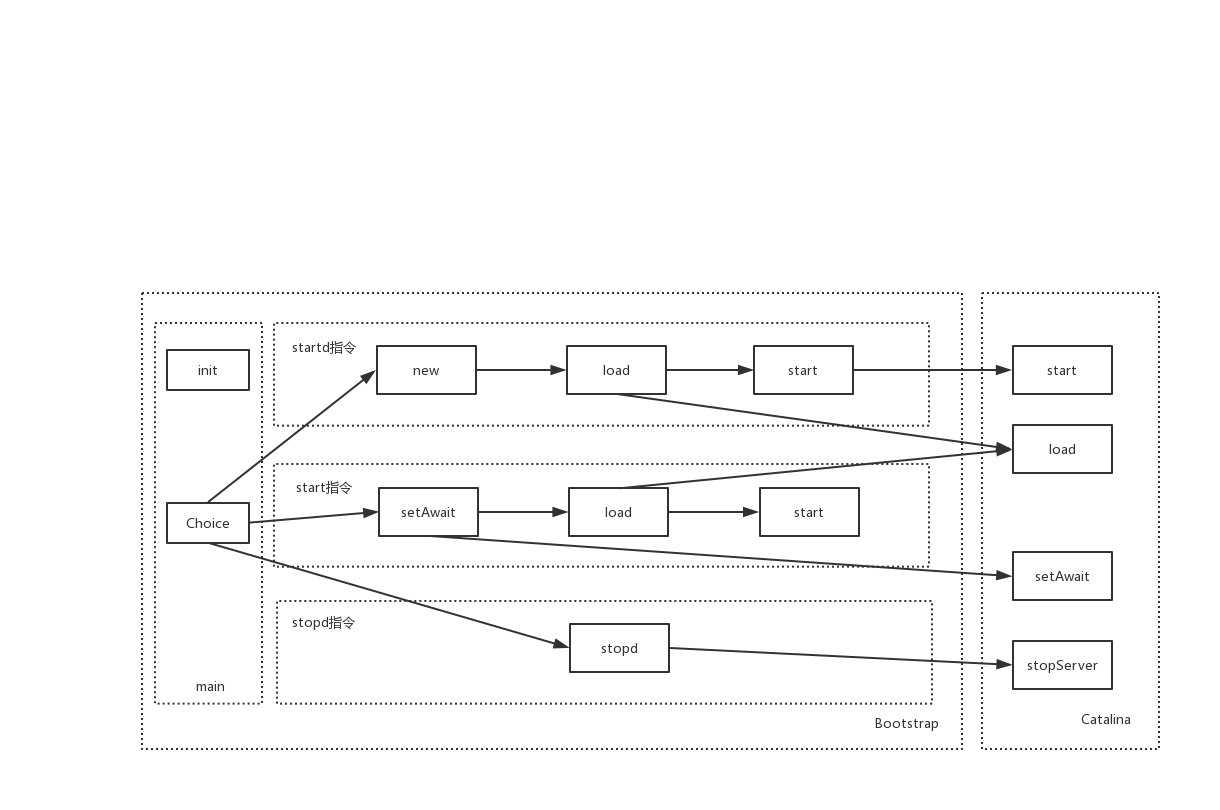 startd指令
new
load
start
start
init
load
start指令
setAwait
load
start
Choice
setAwait
stopd指令
stopd
stopServer
main
Bootstrap
Catalina